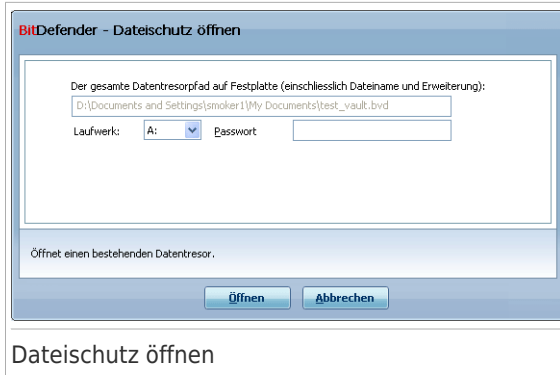 BitDefender - Dateischutz öffnen
Der gesamte Datentresorpfad auf Festplatte (einschliesslich Dateiname und Erweiterung):
D:\Documents and Settings\smoker1\My Documents\test_vault.bvd
Laufwerk: A: Passwort
Öffnet einen bestehenden Datentresor.
Öffnen Abbrechen
Dateischutz öffnen